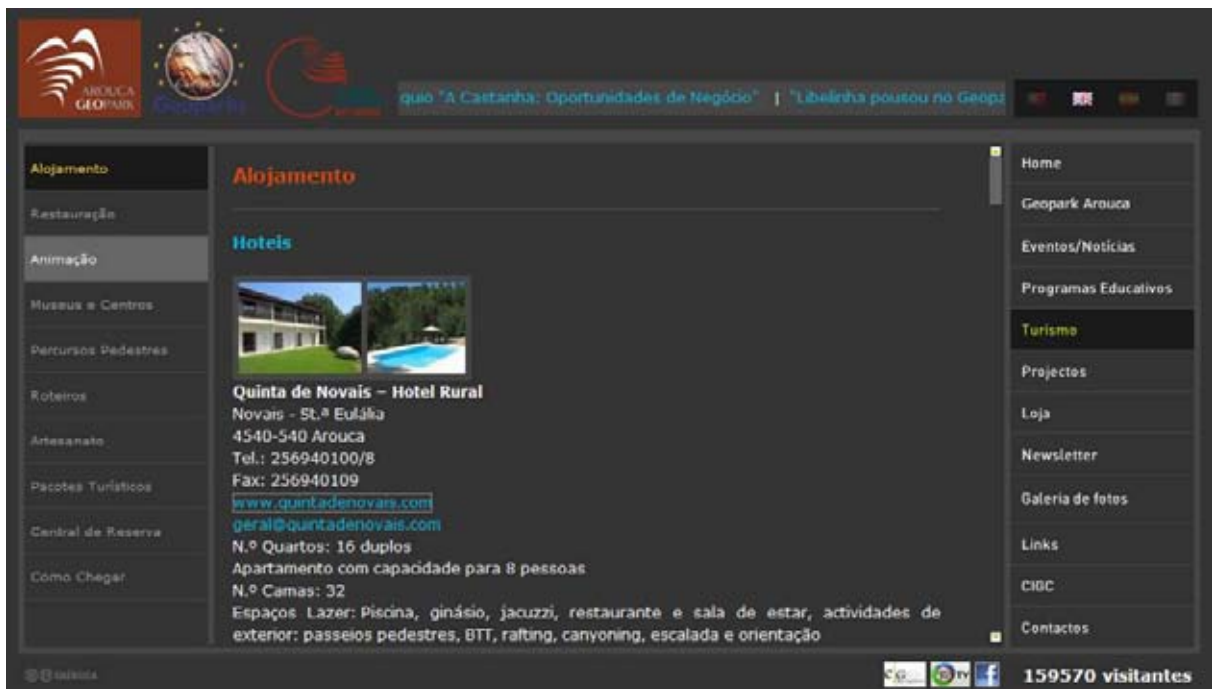 AROUCA
GEOPARK
Geoparks
quio "A Castanha: Oportunidades de Negócio" | "Libelinha pousou no Geopa
Alojamento
Restauração
Animação
Museus e Centros
Percursos Pedestres
Roteiros
Artesanato
Pacotes Turísticos
Central de Reserva
Como Chegar
Alojamento
Hoteis
Quinta de Novais – Hotel Rural
Novais - St.ª Eulália
4540-540 Arouca
Tel.: 256940100/8
Fax: 256940109
www.quintadenovais.com
geral@quintadenovais.com
N.º Quartos: 16 duplos
Apartamento com capacidade para 8 pessoas
N.º Camas: 32
Espaços Lazer: Piscina, ginásio, jacuzzi, restaurante e sala de estar, actividades de
exterior: passeios pedestres, BTT, rafting, canyoning, escalada e orientação
Home
Geopark Arouca
Eventos/Notícias
Programas Educativos
Turismo
Projectos
Loja
Newsletter
Galeria de fotos
Links
CIGC
Contactos
159570 visitantes